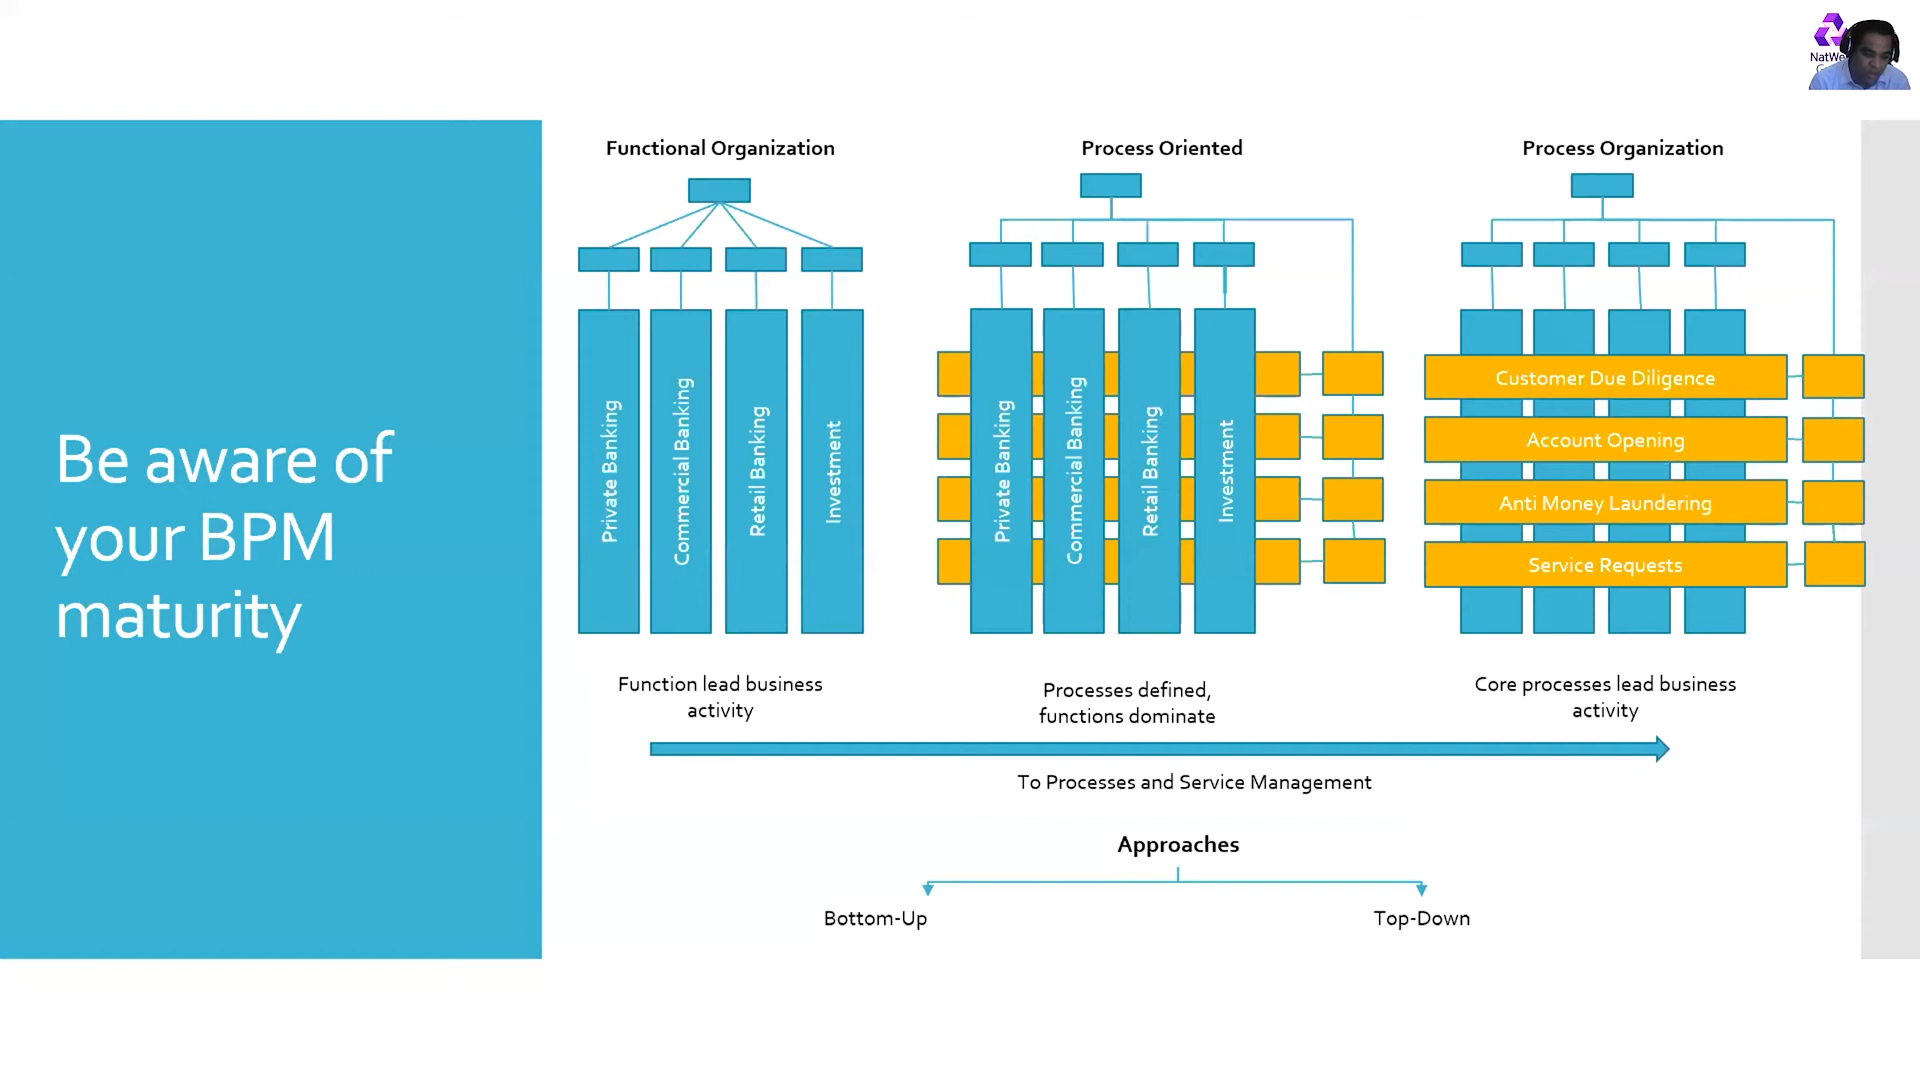 NatWe
Be aware of
your BPM
maturity
Functional Organization
Private Banking
Commercial Banking
Retail Banking
Investment
Function lead business
activity
Process Oriented
Private Banking
Commercial Banking
Retail Banking
Investment
Processes defined,
functions dominate
Process Organization
Customer Due Diligence
Account Opening
Anti Money Laundering
Service Requests
Core processes lead business
activity
To Processes and Service Management
Approaches
Bottom-Up
Top-Down